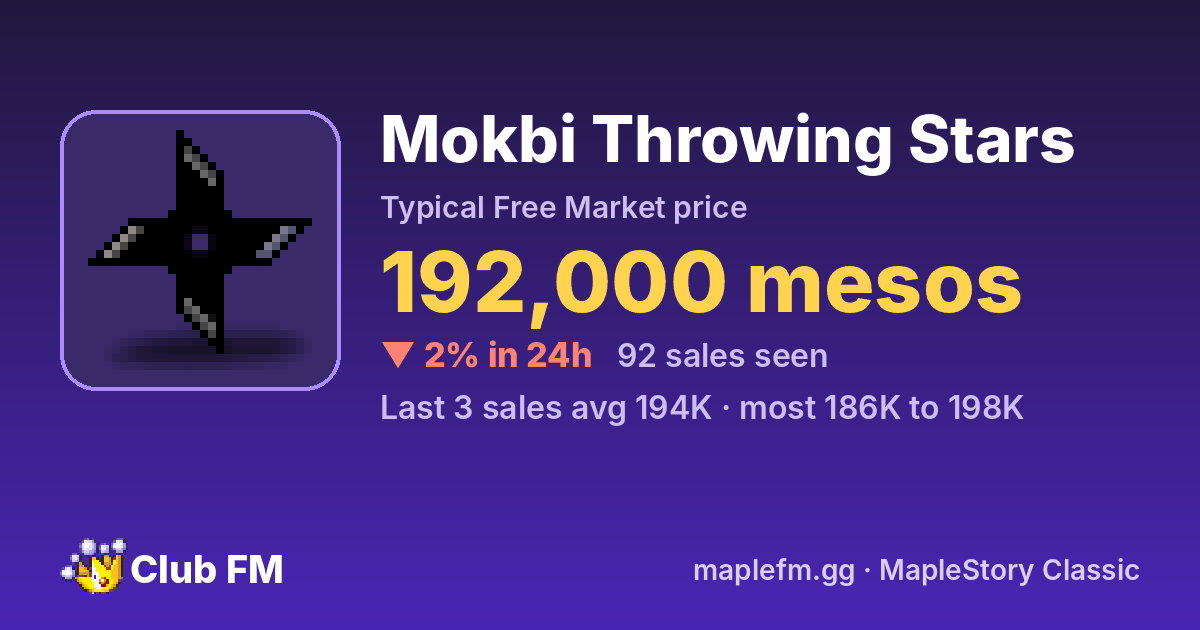 Mokbi Throwing Stars
Typical Free Market price
192,000 mesos
▼ 2% in 24h 92 sales seen
Last 3 sales avg 194K · most 186K to 198K
Club FM
maplefm.gg · MapleStory Classic